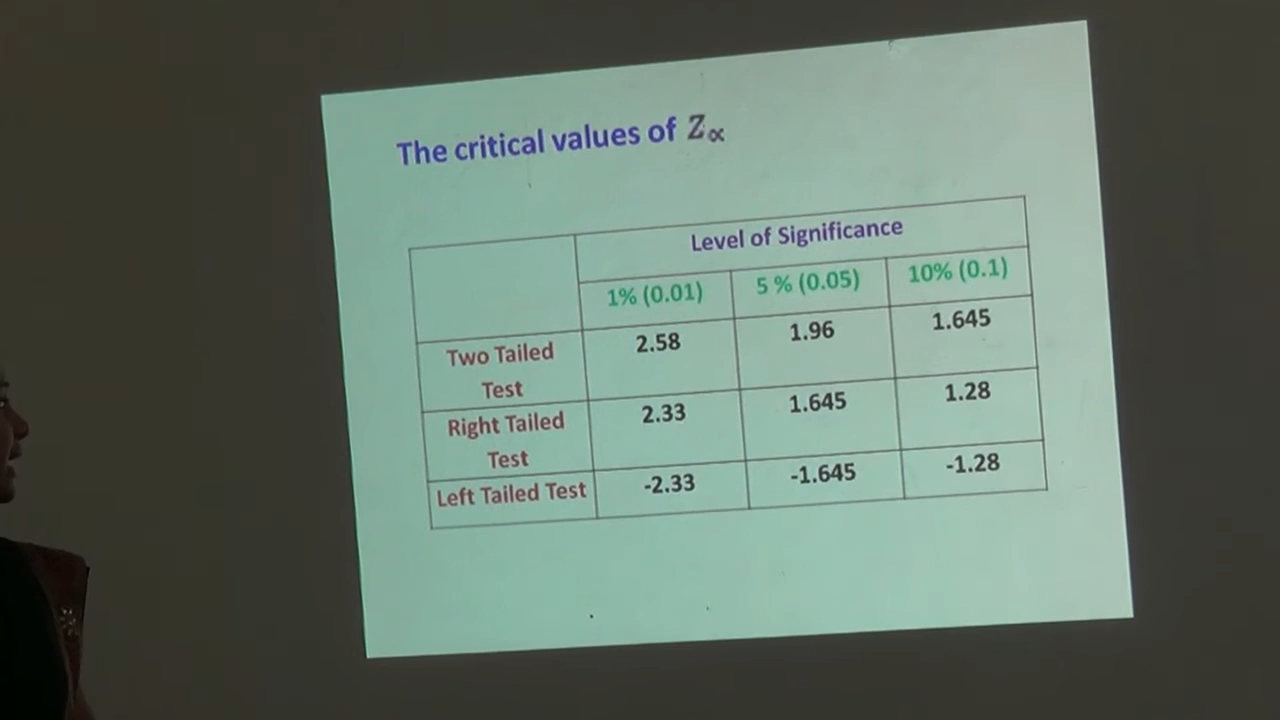 The critical values of Z∝
Level of Significance
1% (0.01) 5 % (0.05) 10% (0.1)
Two Tailed
Test
2.58 1.96 1.645
Right Tailed
Test
2.33 1.645 1.28
Left Tailed Test -2.33 -1.645 -1.28